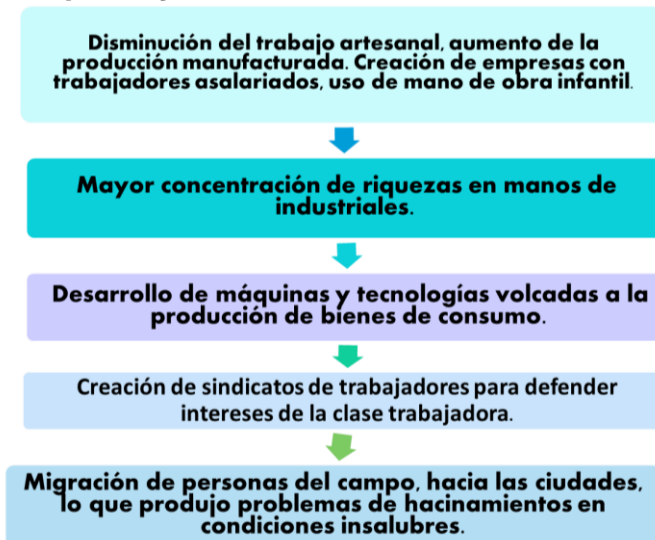 Disminución del trabajo artesanal, aumento de la
producción manufacturada. Creación de empresas con
trabajadores asalariados, uso de mano de obra infantil.
Mayor concentración de riquezas en manos de
industriales.
Desarrollo de máquinas y tecnologías volcadas a la
producción de bienes de consumo.
Creación de sindicatos de trabajadores para defender
intereses de la clase trabajadora.
Migración de personas del campo, hacia las ciudades,
lo que produjo problemas de hacinamientos en
condiciones insalubres.